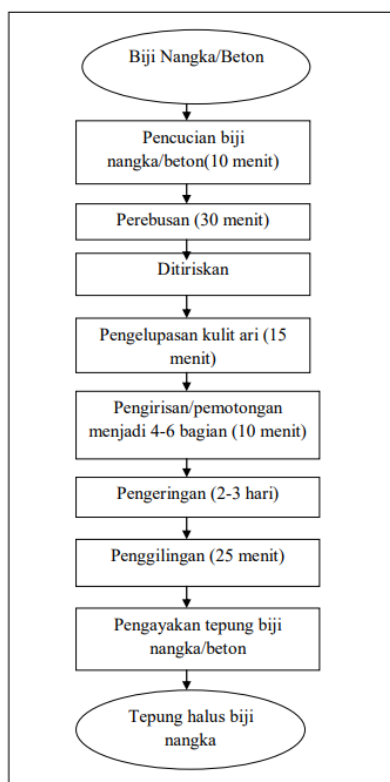 Biji Nangka/Beton
Pencucian biji
nangka/beton(10 menit)
Perebusan (30 menit)
Ditiriskan
Pengelupasan kulit ari (15
menit)
Pengirisan/pemotongan
menjadi 4-6 bagian (10 menit)
Pengeringan (2-3 hari)
Penggilingan (25 menit)
Pengayakan tepung biji
nangka/beton
Tepung halus biji
nangka